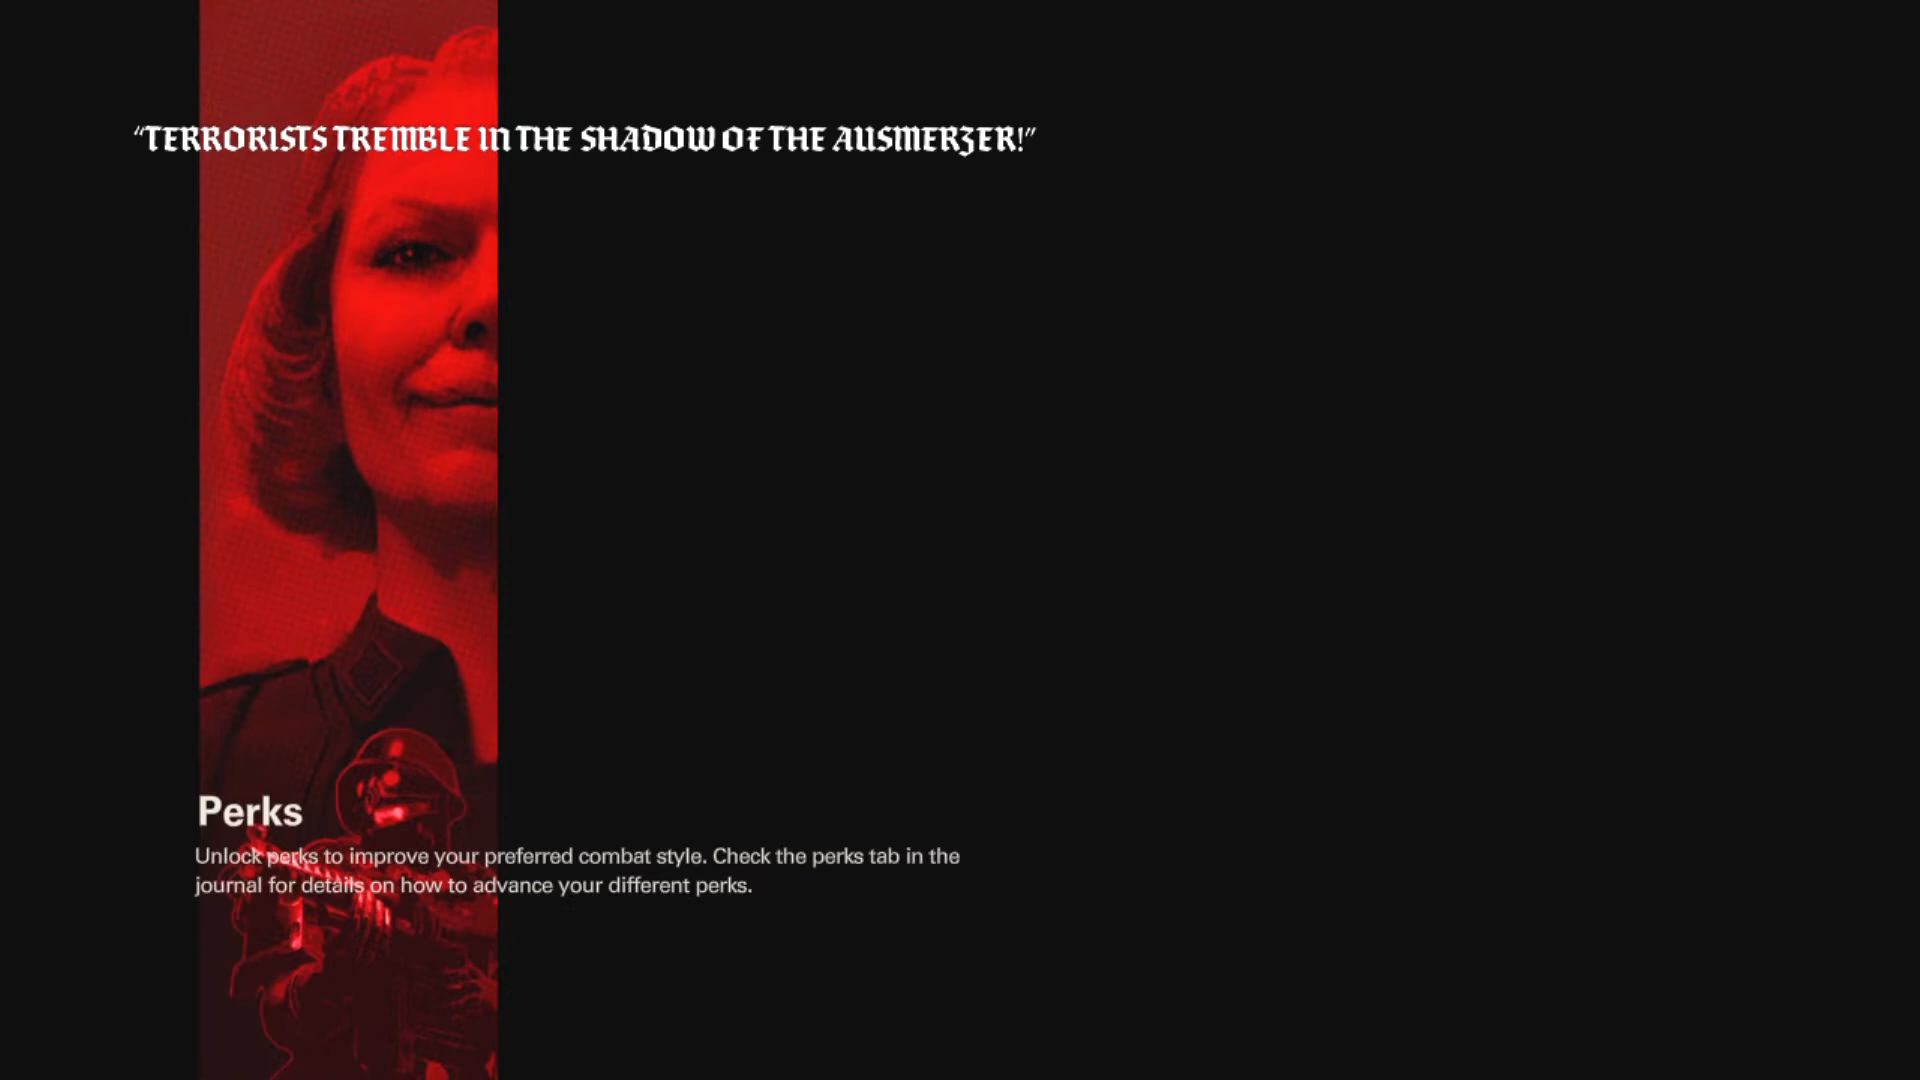 “TERRORISTS TREMBLE IN THE SHADOW OF THE AUSMERZER!”
Perks
Unlock perks to improve your preferred combat style. Check the perks tab in the
journal for details on how to advance your different perks.